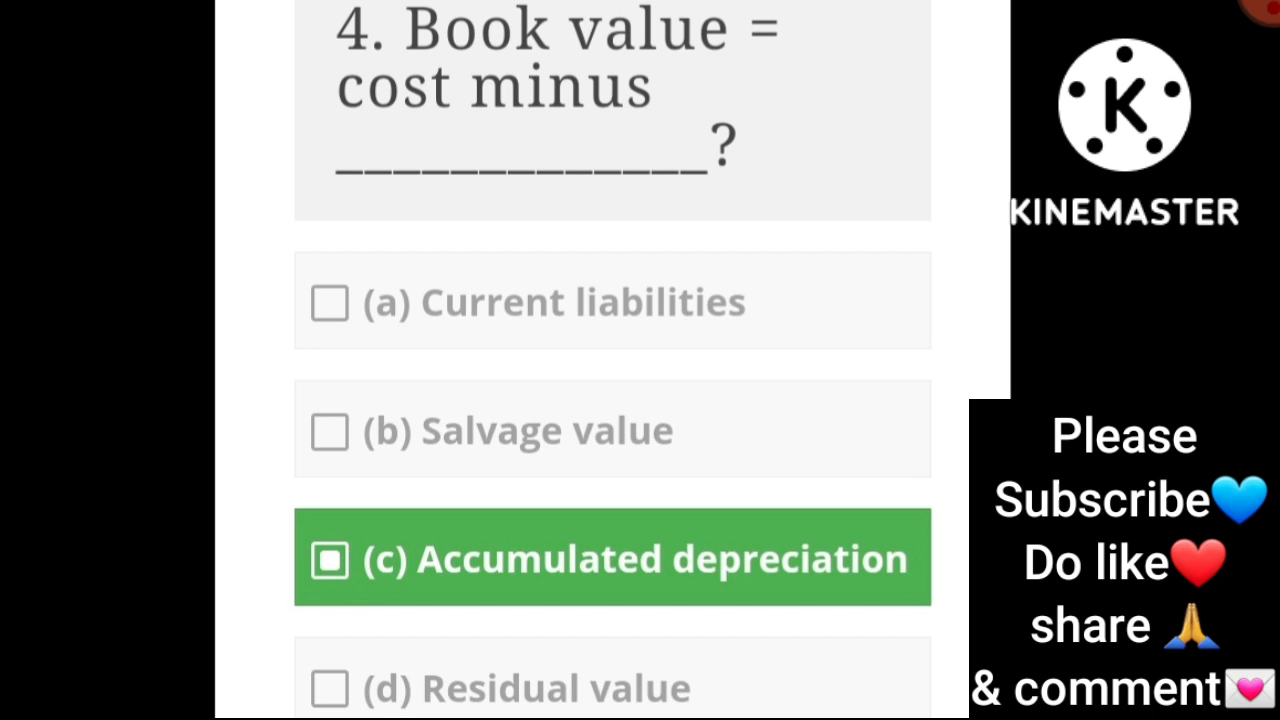 4. Book value =
cost minus
_____________?
(a) Current liabilities
(b) Salvage value
(c) Accumulated depreciation
(d) Residual value
K
KINEMASTER
Please
Subscribe💙
Do like❤️
share 🙏
& comment💌